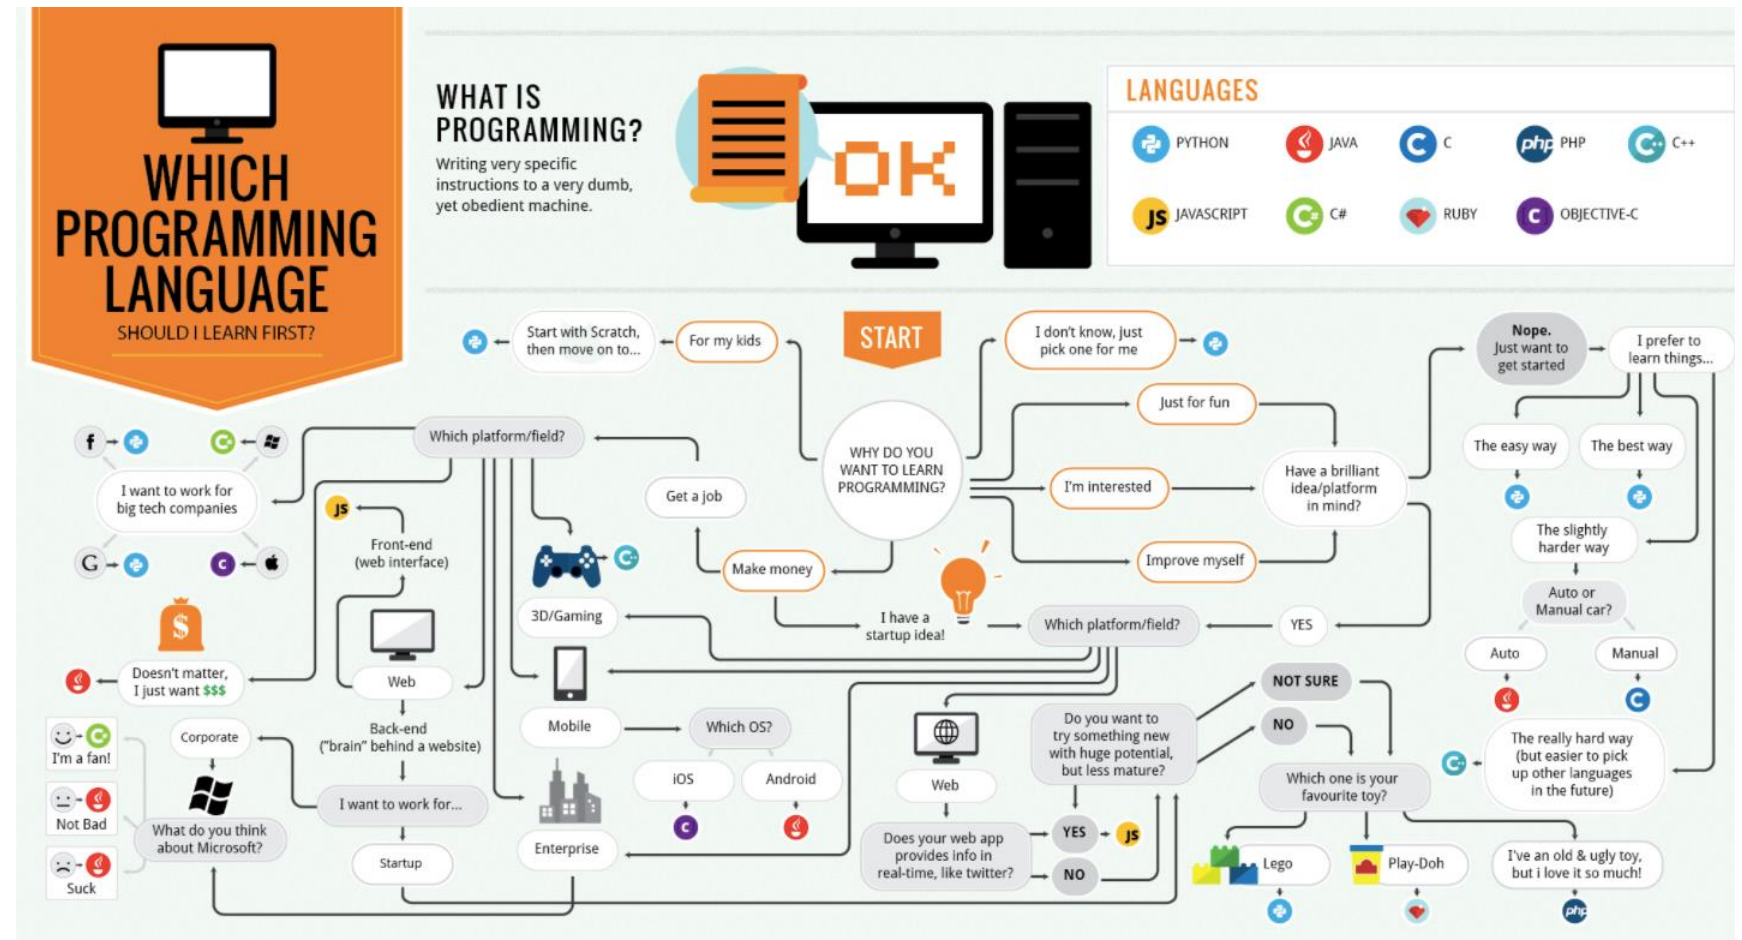 WHICH
PROGRAMMING
LANGUAGE
SHOULD I LEARN FIRST?
WHAT IS
PROGRAMMING?
Writing very specific
instructions to a very dumb,
yet obedient machine.
OK
LANGUAGES
PYTHON
JAVA
C
C
php
PHP
C++
C++
JS
JAVASCRIPT
C#
C#
RUBY
C
OBJECTIVE-C
START
WHY DO YOU
WANT TO LEARN
PROGRAMMING?
For my kids
Start with Scratch,
then move on to...
I don't know, just
pick one for me
Just for fun
I'm interested
Improve myself
Have a brilliant
idea/platform
in mind?
Nope.
Just want to
get started
I prefer to
learn things...
The easy way
The best way
The slightly
harder way
Auto or
Manual car?
Auto
Manual
C
The really hard way
(but easier to pick
up other languages
in the future)
C++
YES
Which platform/field?
Make money
I have a
startup idea!
Get a job
Which platform/field?
I want to work for
big tech companies
f
G
C
Doesn't matter,
I just want $$$
$
JS
Front-end
(web interface)
Web
Back-end
("brain" behind a website)
I want to work for...
Corporate
Startup
What do you think
about Microsoft?
I'm a fan!
Not Bad
Suck
3D/Gaming
C++
Mobile
Which OS?
iOS
C
Android
Enterprise
Web
Does your web app
provides info in
real-time, like twitter?
YES
JS
NO
Do you want to
try something new
with huge potential,
but less mature?
NOT SURE
NO
Which one is your
favourite toy?
Lego
Play-Doh
I've an old & ugly toy,
but i love it so much!
php